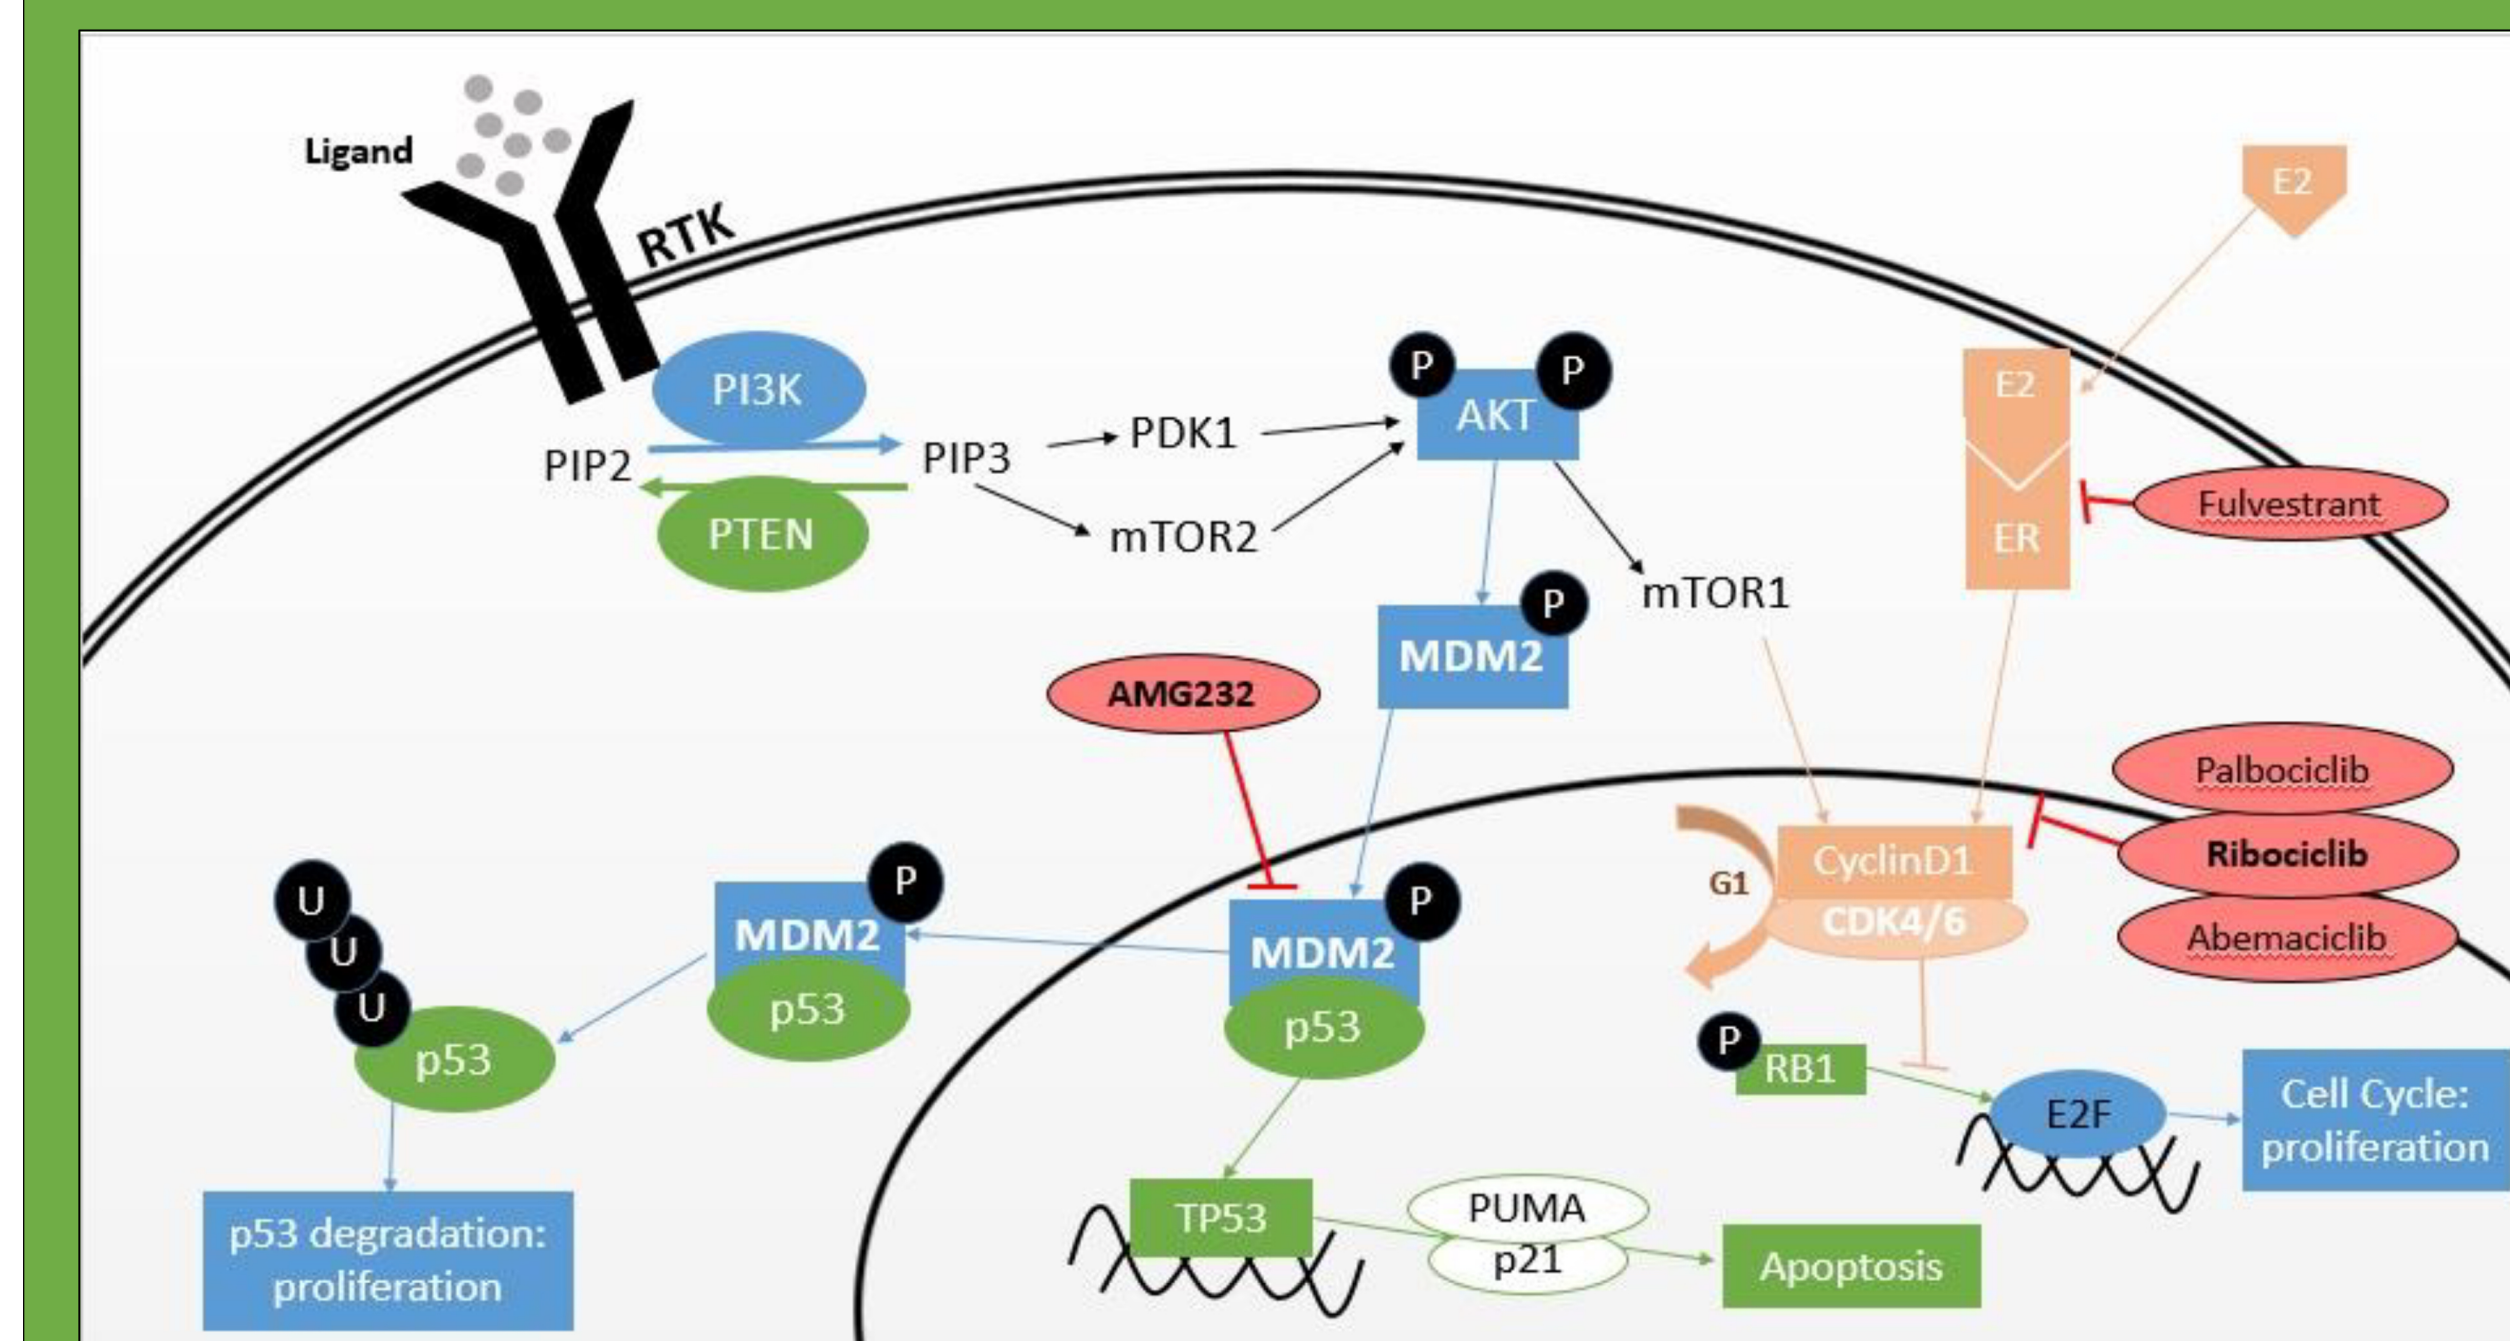 Ligand
RTK
E2
PI3K
P
P
AKT
E2
PIP2
PIP3
PDK1
PTEN
mTOR2
ER
Fulvestrant
P
mTOR1
MDM2
AMG232
Palbociclib
Ribociclib
Abemaciclib
CyclinD1
G1
CDK4/6
U
U
U
P
MDM2
p53
P
MDM2
p53
p53
P
RB1
E2F
Cell Cycle:
proliferation
TP53
PUMA
p21
Apoptosis
p53 degradation:
proliferation